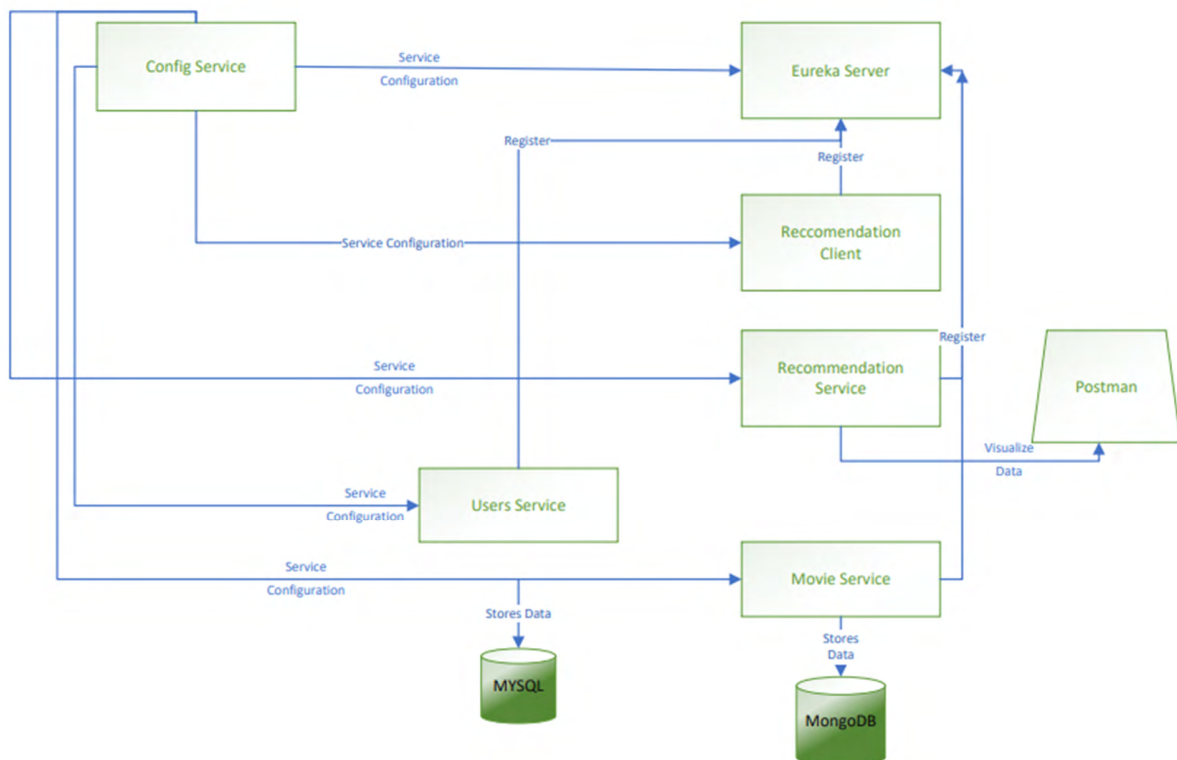 Config Service
Service
Configuration
Eureka Server
Register
Register
Service Configuration
Reccomendation
Client
Service
Configuration
Recommendation
Service
Register
Postman
Visualize
Data
Service
Configuration
Users Service
Service
Configuration
Movie Service
Stores Data
Stores
Data
MYSQL
MongoDB